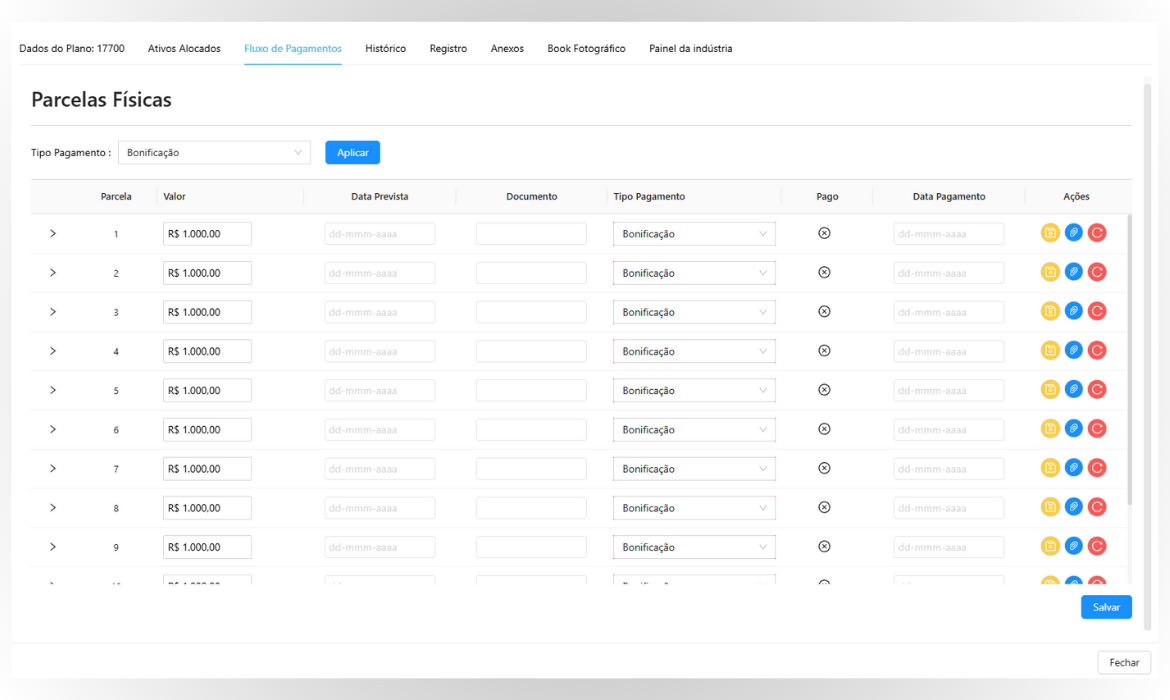 Dados do Plano: 17700 Ativos Alocados Fluxo de Pagamentos Histórico Registro Anexos Book Fotográfico Painel da indústria
Parcelas Físicas
Tipo Pagamento : Bonificação Aplicar
Parcela Valor Data Prevista Documento Tipo Pagamento Pago Data Pagamento Ações
1 R$ 1.000,00 dd-mmm-aaaa Bonificação dd-mmm-aaaa
2 R$ 1.000,00 dd-mmm-aaaa Bonificação dd-mmm-aaaa
3 R$ 1.000,00 dd-mmm-aaaa Bonificação dd-mmm-aaaa
4 R$ 1.000,00 dd-mmm-aaaa Bonificação dd-mmm-aaaa
5 R$ 1.000,00 dd-mmm-aaaa Bonificação dd-mmm-aaaa
6 R$ 1.000,00 dd-mmm-aaaa Bonificação dd-mmm-aaaa
7 R$ 1.000,00 dd-mmm-aaaa Bonificação dd-mmm-aaaa
8 R$ 1.000,00 dd-mmm-aaaa Bonificação dd-mmm-aaaa
9 R$ 1.000,00 dd-mmm-aaaa Bonificação dd-mmm-aaaa
Salvar
Fechar